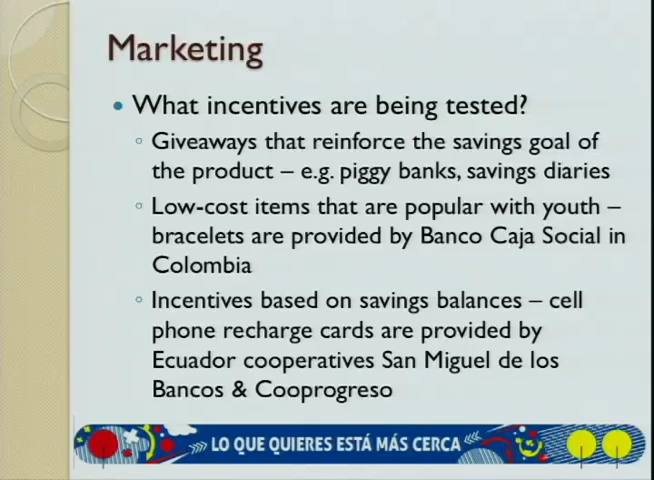 Marketing
What incentives are being tested?
Giveaways that reinforce the savings goal of
the product – e.g. piggy banks, savings diaries
Low-cost items that are popular with youth –
bracelets are provided by Banco Caja Social in
Colombia
Incentives based on savings balances – cell
phone recharge cards are provided by
Ecuador cooperatives San Miguel de los
Bancos & Cooprogreso
LO QUE QUIERES ESTÁ MÁS CERCA